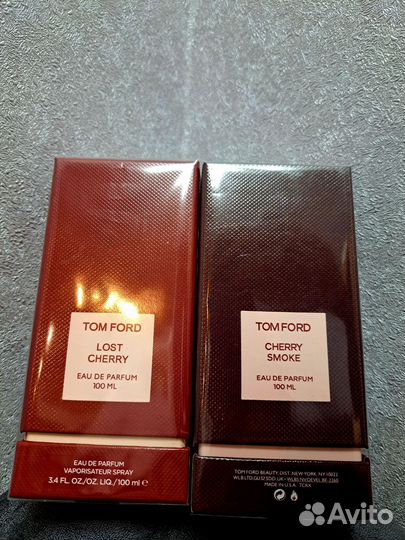 TOM FORD
LOST
CHERRY
EAU DE PARFUM
100 ML
EAU DE PARFUM
VAPORISATEUR SPRAY
3.4 FL.OZ./OZ. LIQ./100 ml ℮
TOM FORD
CHERRY
SMOKE
EAU DE PARFUM
100 ML
TOM FORD BEAUTY, DIST. NEW YORK, NY 10022
MADE IN U.S.A. TCXX
Avito